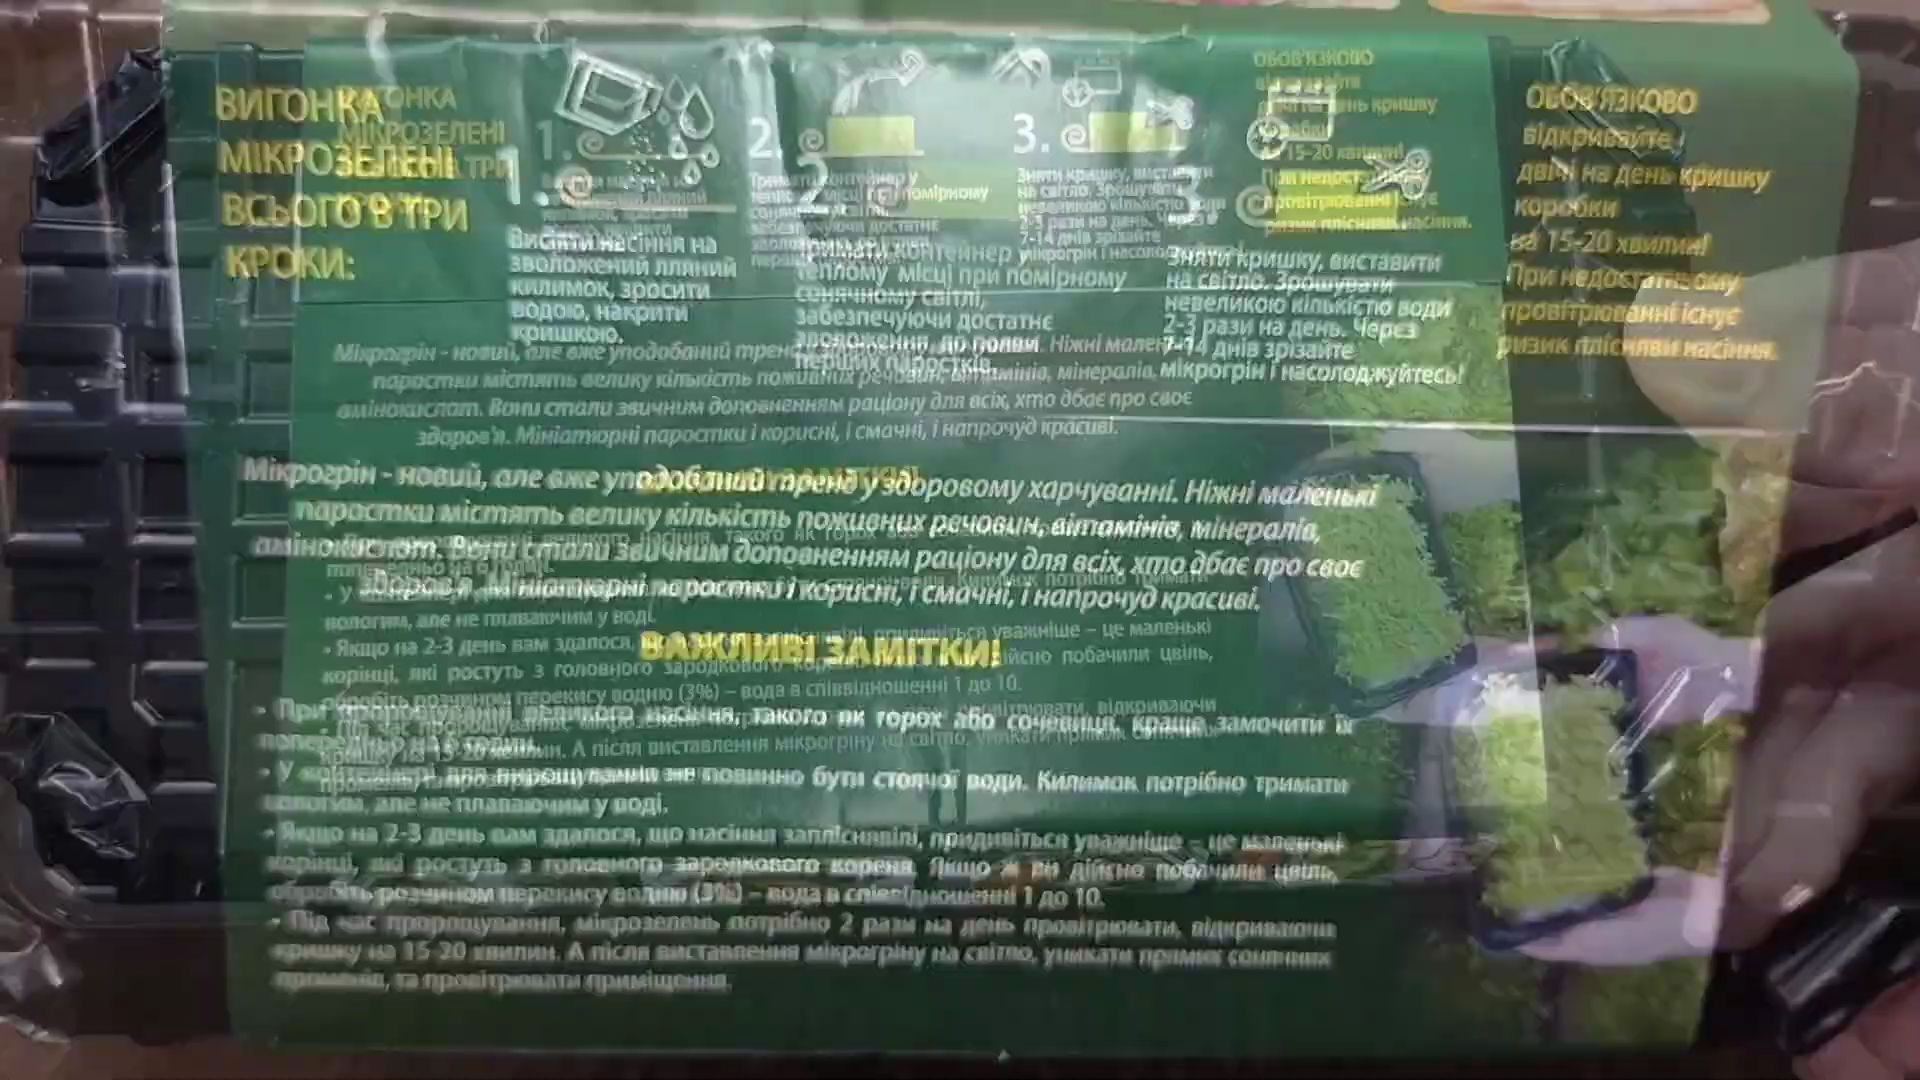 ВИГОНКА
МІКРОЗЕЛЕНІ
ВСЬОГО В ТРИ
КРОКИ:
1.
Висіяти насіння на
зволожений лляний
килимок, зросити
водою, накрити
кришкою.
2.
Тримати контейнер у
теплому місці при помірному
сонячному світлі,
забезпечуючи достатнє
зволоження, до появи
перших паростків.
3.
Зняти кришку, виставити
на світло. Зрошувати
невеликою кількістю води
2-3 рази на день. Через
7-14 днів зрізайте
мікрогрін і насолоджуйтесь!
ОБОВ'ЯЗКОВО
відкривайте
двічі на день кришку
коробки
на 15-20 хвилин!
При недостатньому
провітрюванні існує
ризик плісняви насіння.
Мікрогрін - новий, але вже уподобаний тренд у здоровому харчуванні. Ніжні маленькі
паростки містять велику кількість поживних речовин, вітамінів, мінералів,
амінокислот. Вони стали звичним доповненням раціону для всіх, хто дбає про своє
здоров'я. Мініатюрні паростки і корисні, і смачні, і напрочуд красиві.
ВАЖЛИВІ ЗАМІТКИ!
- При пророщуванні великого насіння, такого як горох або сочевиця, краще замочити їх
попередньо на 6 годин.
- У контейнері для пророщування не повинно бути стоячої води. Килимок потрібно тримати
вологим, але не плаваючим у воді.
- Якщо на 2-3 день вам здалося, що насіння запліснявілі, придивіться уважніше – це маленькі
корінці, які ростуть з головного зародкового кореня. Якщо ж ви дійсно побачили цвіль,
обробіть розчином перекису водню (3%) – вода в співвідношенні 1 до 10.
- Під час пророщування, мікрозелень потрібно 2 рази на день провітрювати, відкриваючи
кришку на 15-20 хвилин. А після виставлення мікрогріну на світло, уникати прямих сонячних
променів, та провітрювати приміщення.